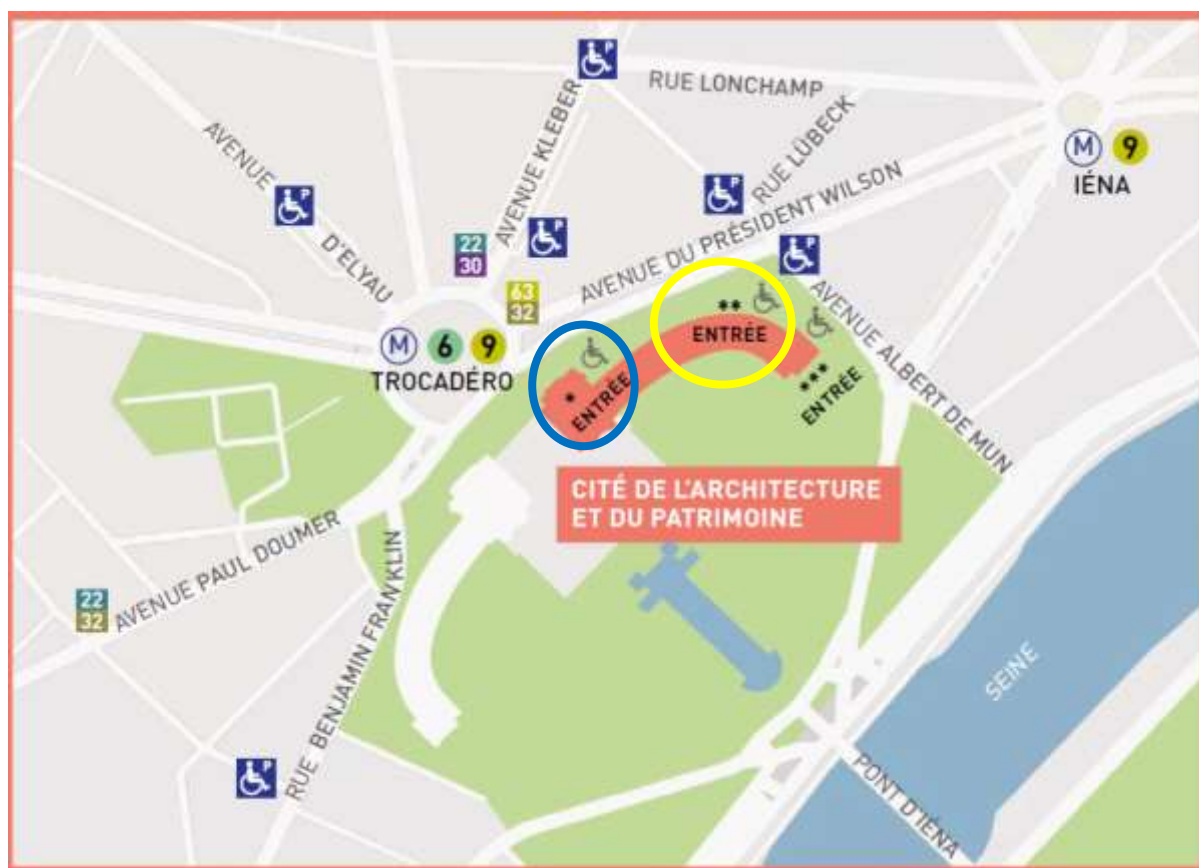 P
RUE LONCHAMP
AVENUE KLEBER
RUE LÜBECK
AVENUE
D'ELYAU
P
P
P
M 9
IÉNA
22
30
AVENUE DU PRÉSIDENT WILSON
P
63
32
M 6 9
TROCADÉRO
**
ENTRÉE
*
ENTRÉE
***
ENTRÉE
AVENUE ALBERT DE MUN
CITÉ DE L'ARCHITECTURE
ET DU PATRIMOINE
AVENUE PAUL DOUMER
22
32
RUE BENJAMIN FRANKLIN
P
SEINE
PONT D'IÉNA